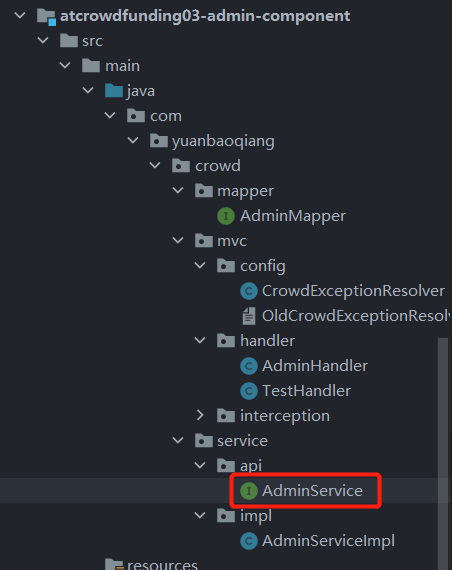 atcrowdfunding03-admin-component
src
main
java
com
yuanbaoqiang
crowd
mapper
I AdminMapper
mvc
config
C CrowdExceptionResolver
OldCrowdExceptionResolv
handler
C AdminHandler
C TestHandler
interception
service
api
I AdminService
impl
C AdminServiceImpl
resources